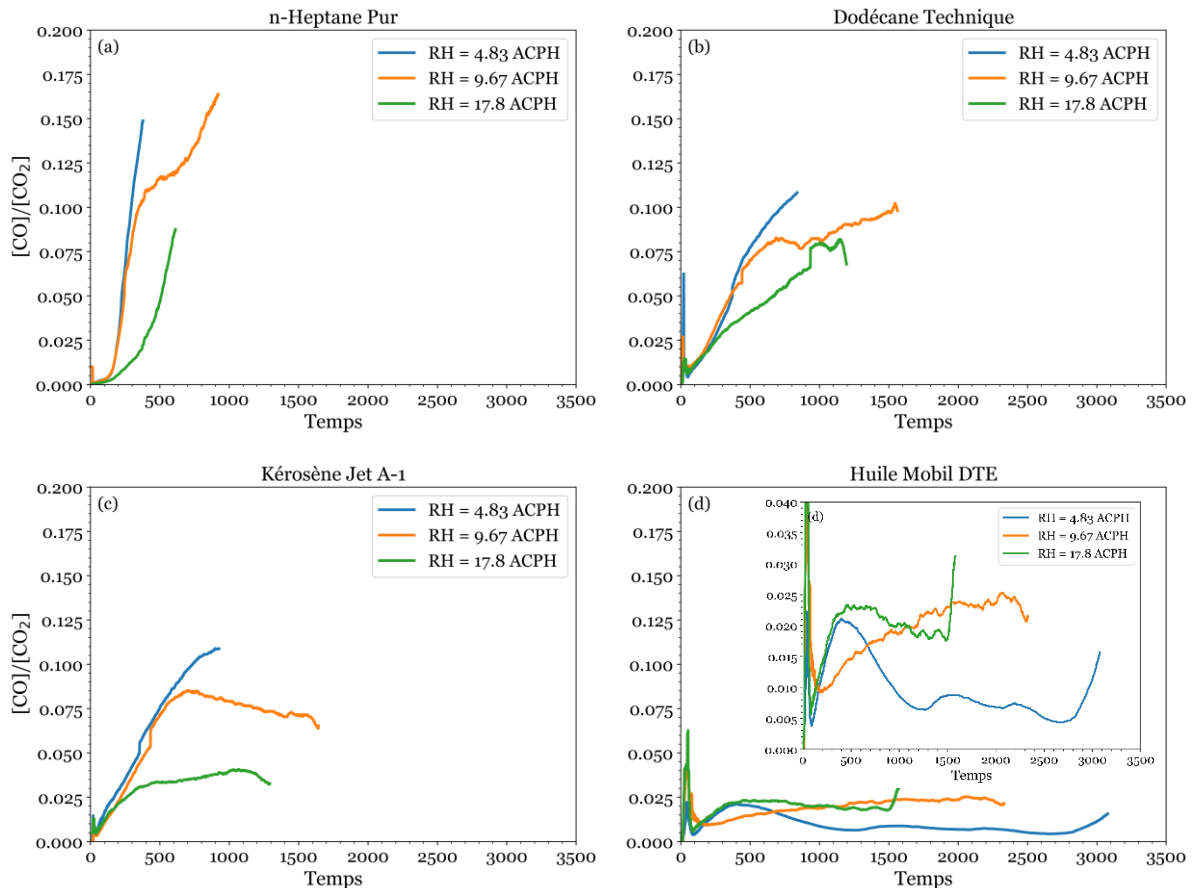 n-Heptane Pur
(a)
RH = 4.83 ACPH
RH = 9.67 ACPH
RH = 17.8 ACPH
0.200
0.175
0.150
0.125
0.100
0.075
0.050
0.025
0.000
[CO]/[CO₂]
0 500 1000 1500 2000 2500 3000 3500
Temps
Dodécane Technique
(b)
RH = 4.83 ACPH
RH = 9.67 ACPH
RH = 17.8 ACPH
0.200
0.175
0.150
0.125
0.100
0.075
0.050
0.025
0.000
0 500 1000 1500 2000 2500 3000 3500
Temps
Kérosène Jet A-1
(c)
RH = 4.83 ACPH
RH = 9.67 ACPH
RH = 17.8 ACPH
0.200
0.175
0.150
0.125
0.100
0.075
0.050
0.025
0.000
[CO]/[CO₂]
0 500 1000 1500 2000 2500 3000 3500
Temps
Huile Mobil DTE
(d)
0.200
0.175
0.150
0.125
0.100
0.075
0.050
0.025
0.000
0 500 1000 1500 2000 2500 3000 3500
Temps
(d)
RH = 4.83 ACPH
RH = 9.67 ACPH
RH = 17.8 ACPH
0.040
0.035
0.030
0.025
0.020
0.015
0.010
0.005
0.000
0 500 1000 1500 2000 2500 3000 3500
Temps